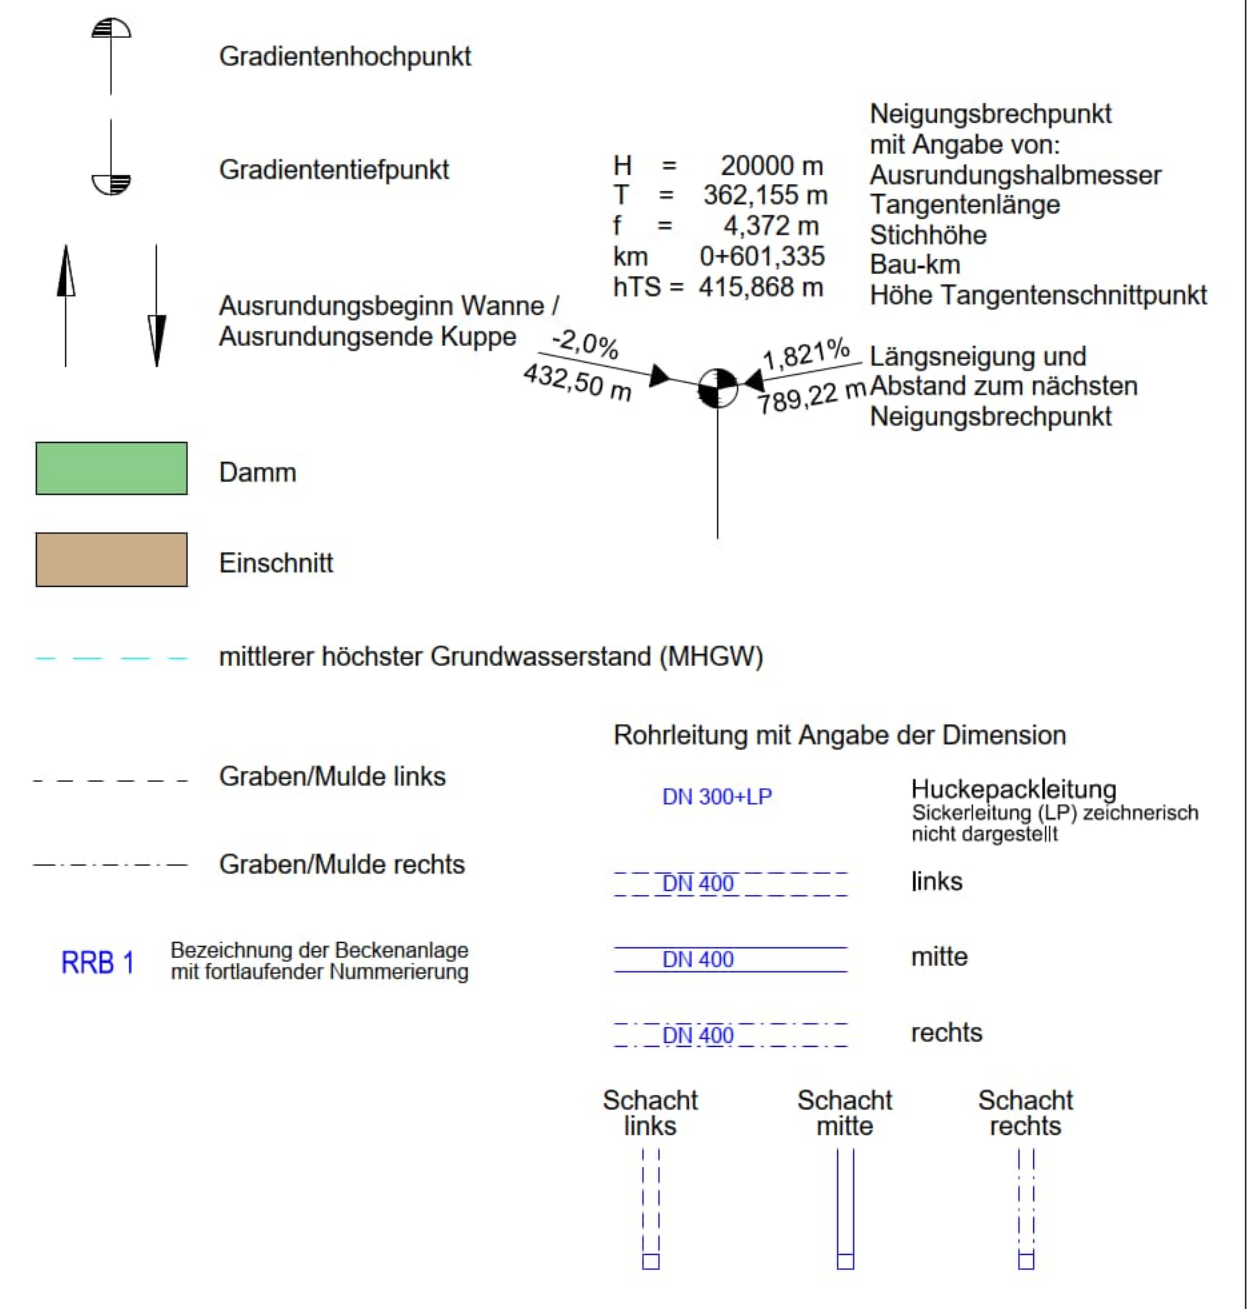 Gradientenhochpunkt
Gradiententiefpunkt
Ausrundungsbeginn Wanne /
Ausrundungsende Kuppe
H = 20000 m
T = 362,155 m
f = 4,372 m
km 0+601,335
hTS = 415,868 m
Neigungsbrechpunkt
mit Angabe von:
Ausrundungshalbmesser
Tangentenlänge
Stichhöhe
Bau-km
Höhe Tangentenschnittpunkt
-2,0%
432,50 m
1,821%
789,22 m
Längsneigung und
Abstand zum nächsten
Neigungsbrechpunkt
Damm
Einschnitt
mittlerer höchster Grundwasserstand (MHGW)
Graben/Mulde links
Graben/Mulde rechts
RRB 1
Bezeichnung der Beckenanlage
mit fortlaufender Nummerierung
Rohrleitung mit Angabe der Dimension
DN 300+LP
Huckepackleitung
Sickerleitung (LP) zeichnerisch
nicht dargestellt
DN 400
links
DN 400
mitte
DN 400
rechts
Schacht
links
Schacht
mitte
Schacht
rechts